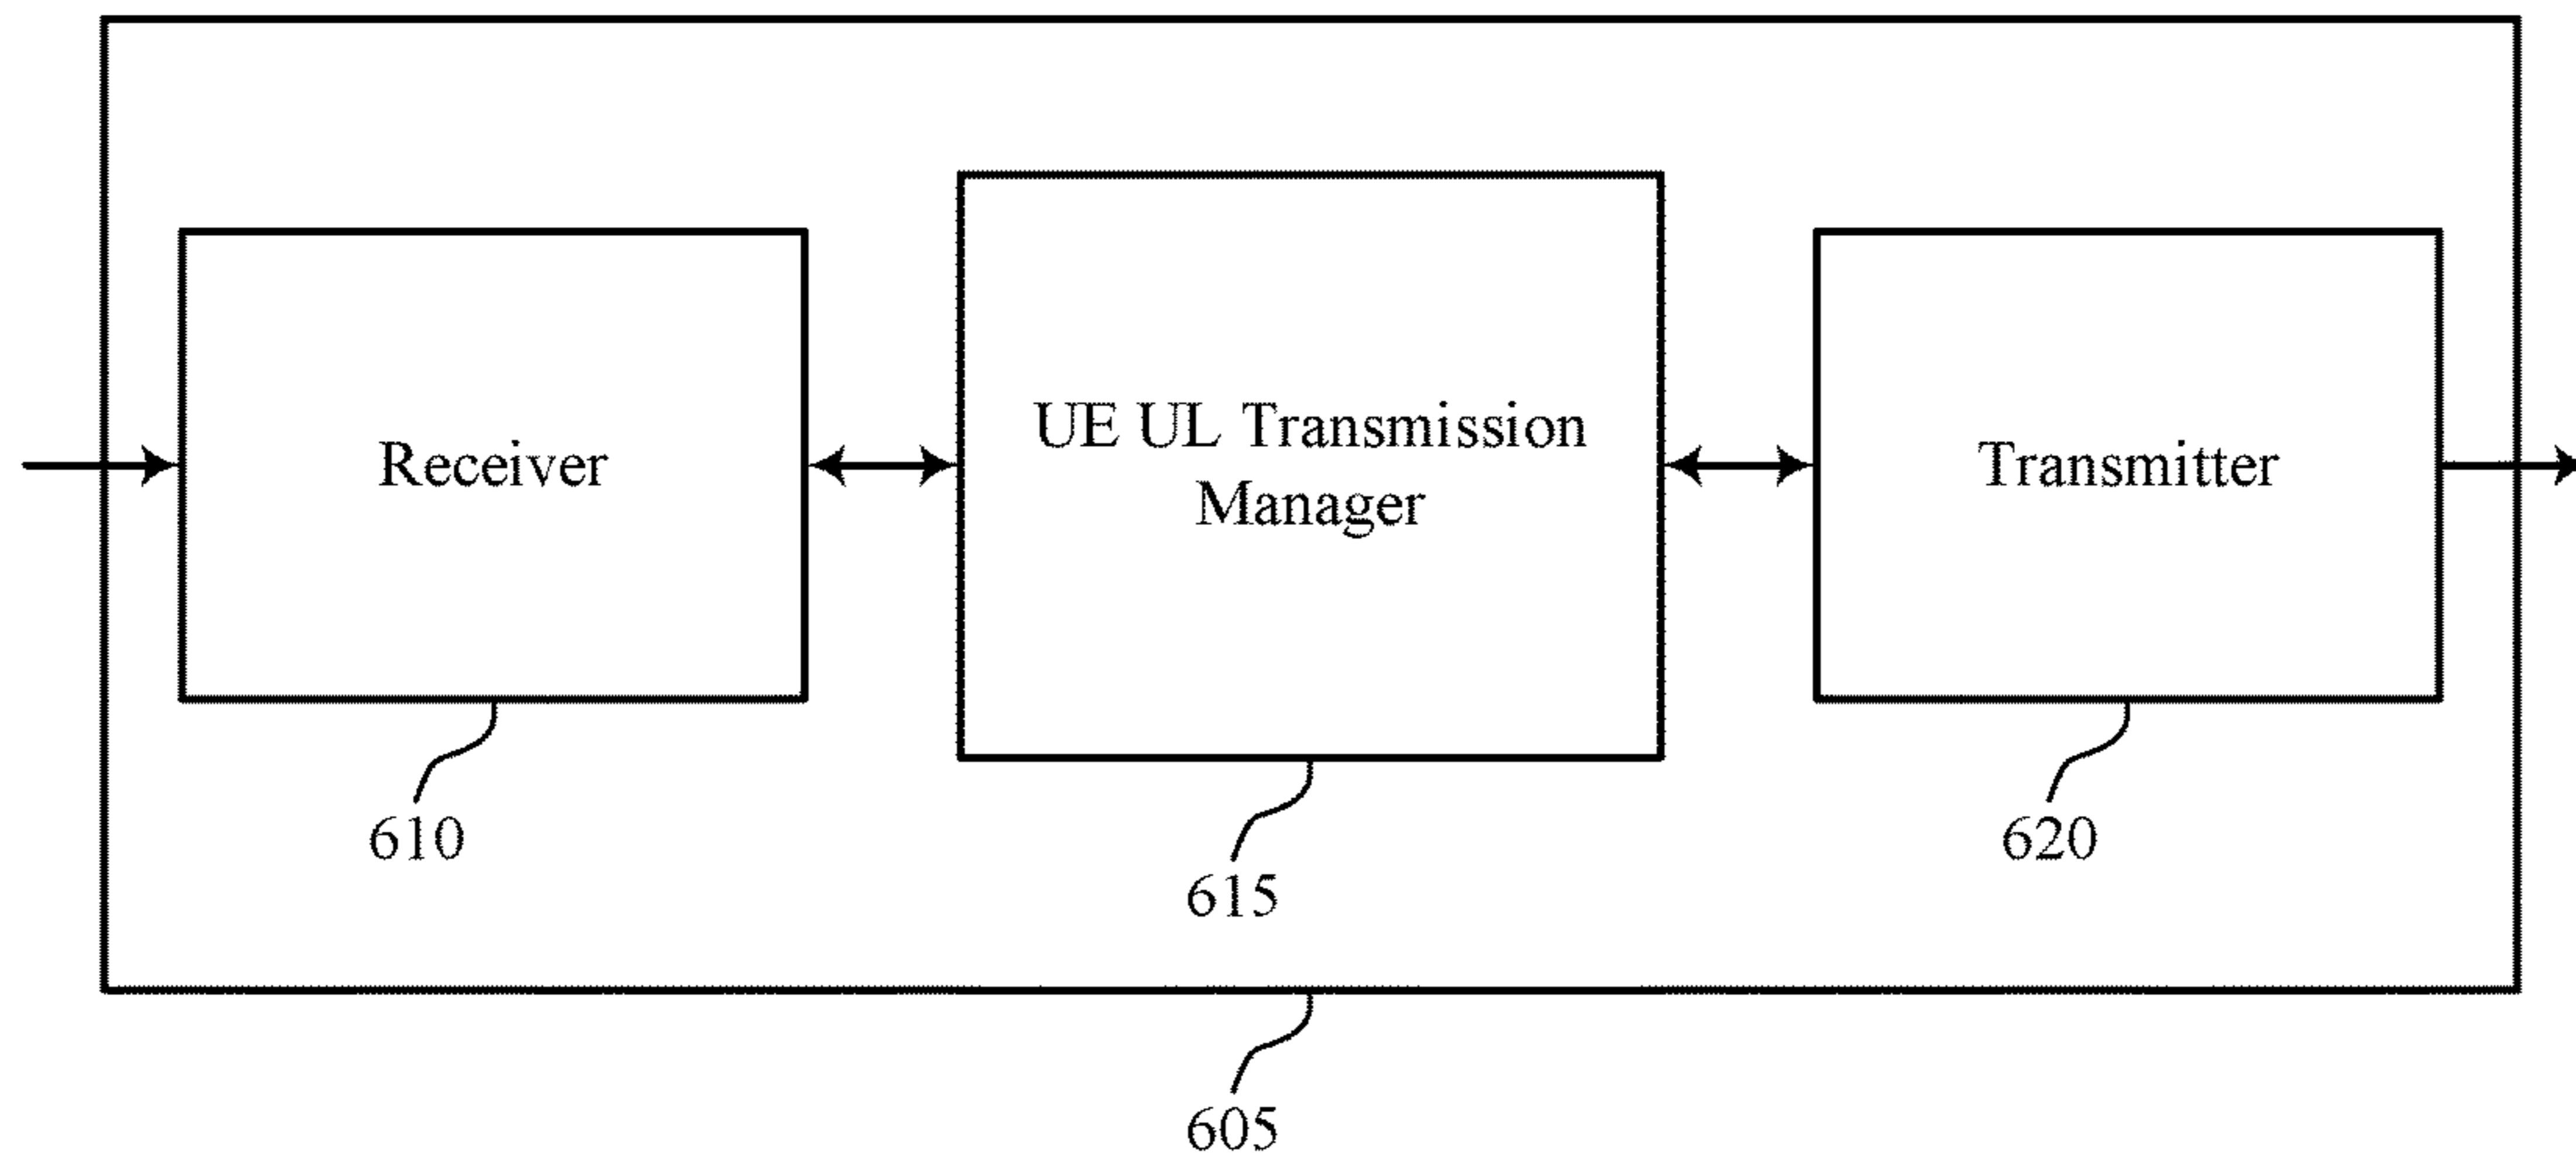 Receiver
UE UL Transmission
Manager
Transmitter
610
615
620
605